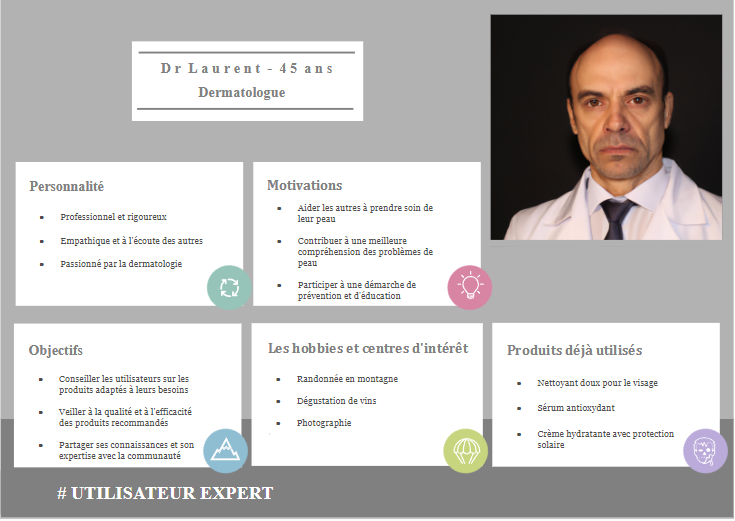 Dr Laurent - 45 ans
Dermatologue
Personnalité
• Professionnel et rigoureux
• Empathique et à l'écoute des autres
• Passionné par la dermatologie
Motivations
• Aider les autres à prendre soin de
leur peau
• Contribuer à une meilleure
compréhension des problèmes de
peau
• Participer à une démarche de
prévention et d'éducation
Objectifs
• Conseiller les utilisateurs sur les
produits adaptés à leurs besoins
• Veiller à la qualité et à l'efficacité
des produits recommandés
• Partager ses connaissances et son
expertise avec la communauté
Les hobbies et centres d'intérêt
• Randonnée en montagne
• Dégustation de vins
• Photographie
Produits déjà utilisés
• Nettoyant doux pour le visage
• Sérum antioxydant
• Crème hydratante avec protection
solaire
# UTILISATEUR EXPERT